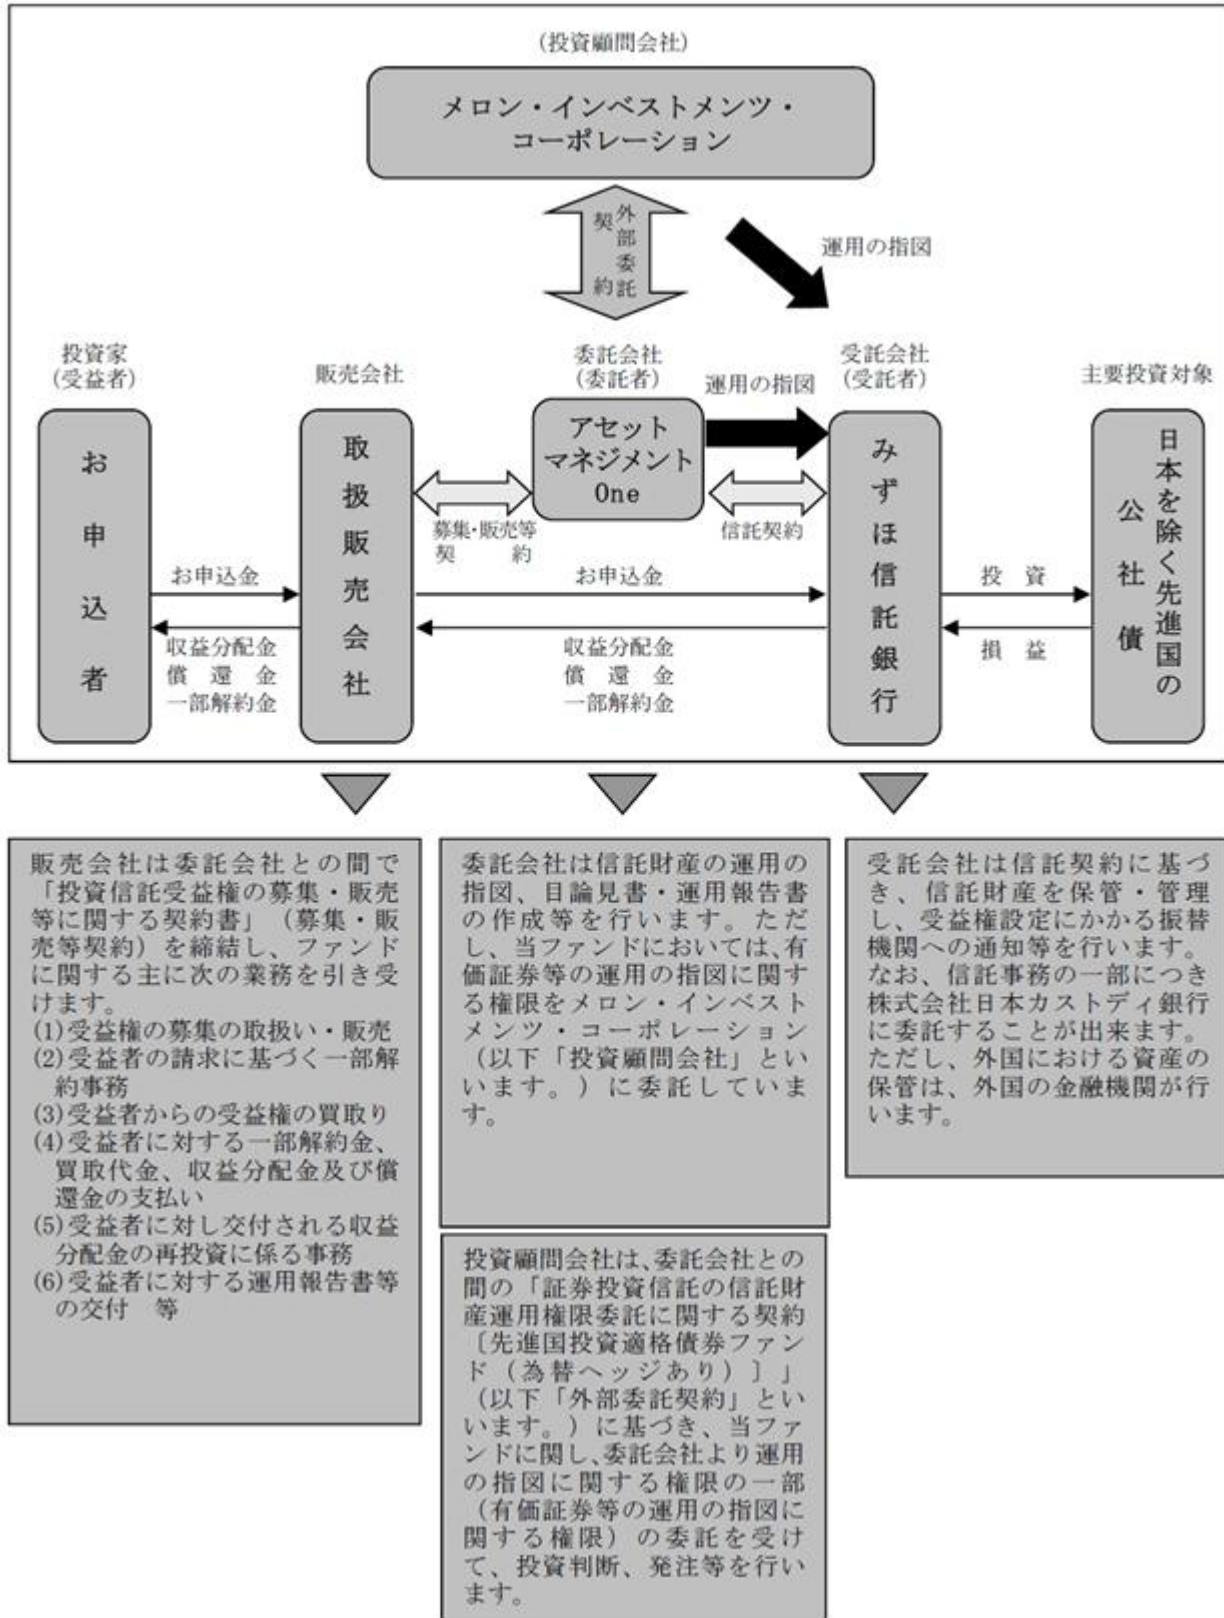 (投資顧問会社)
メロン・インベストメンツ・
コーポレーション
外部委託
契約
運用の指図
投資家
(受益者)
販売会社
委託会社
(委託者)
運用の指図
受託会社
(受託者)
主要投資対象
お申込者
取扱販売会社
アセット
マネジメント
One
みずほ信託銀行
日本を除く先進国の
公社債
募集・販売等
契 約
信託契約
お申込金
お申込金
投 資
収益分配金
償 還 金
一部解約金
収益分配金
償 還 金
一部解約金
損 益
販売会社は委託会社との間で
「投資信託受益権の募集・販売
等に関する契約書」(募集・販
売等契約)を締結し、ファンド
に関する主に次の業務を引き受
けます。
(1)受益権の募集の取扱い・販売
(2)受益者の請求に基づく一部解
約事務
(3)受益者からの受益権の買取り
(4)受益者に対する一部解約金、
買取代金、収益分配金及び償
還金の支払い
(5)受益者に対し交付される収益
分配金の再投資に係る事務
(6)受益者に対する運用報告書等
の交付 等
委託会社は信託財産の運用の
指図、目論見書・運用報告書
の作成等を行います。ただ
し、当ファンドにおいては、有
価証券等の運用の指図に関す
る権限をメロン・インベスト
メンツ・コーポレーション
(以下「投資顧問会社」とい
います。)に委託していま
す。
投資顧問会社は、委託会社との
間の「証券投資信託の信託財
産運用権限委託に関する契約
〔先進国投資適格債券ファン
ド(為替ヘッジあり)〕」
(以下「外部委託契約」とい
います。)に基づき、当ファ
ンドに関し、委託会社より運用
の指図に関する権限の一部
(有価証券等の運用の指図に
関する権限)の委託を受け
て、投資判断、発注等を行い
ます。
受託会社は信託契約に基づ
き、信託財産を保管・管理
し、受益権設定にかかる振替
機関への通知等を行います。
なお、信託事務の一部につき
株式会社日本カストディ銀行
に委託することが出来ます。
ただし、外国における資産の
保管は、外国の金融機関が行
います。